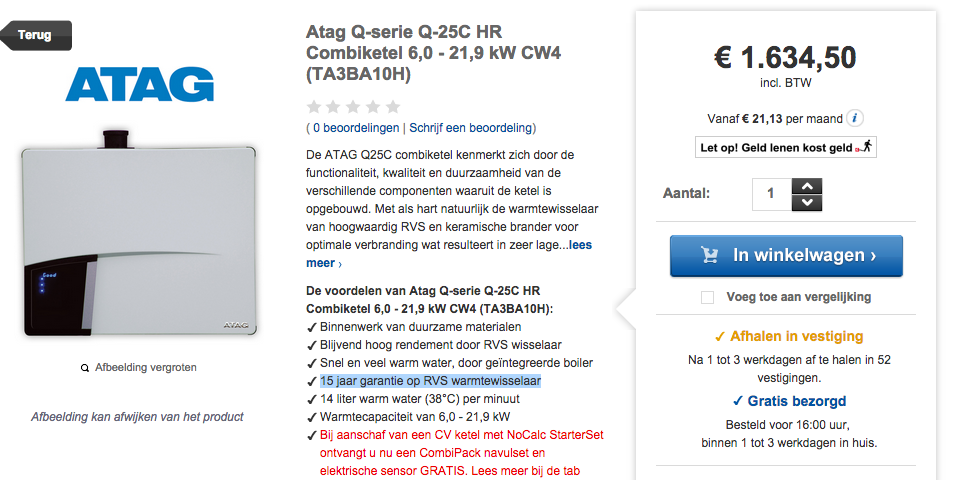 Terug
ATAG
Good
ATAG
Afbeelding vergroten
Afbeelding kan afwijken van het product
Atag Q-serie Q-25C HR
Combiketel 6,0 - 21,9 kW CW4
(TA3BA10H)
( 0 beoordelingen | Schrijf een beoordeling)
De ATAG Q25C combiketel kenmerkt zich door de
functionaliteit, kwaliteit en duurzaamheid van de
verschillende componenten waaruit de ketel is
opgebouwd. Met als hart natuurlijk de warmtewisselaar
van hoogwaardig RVS en keramische brander voor
optimale verbranding wat resulteert in zeer lage...lees
meer ›
De voordelen van Atag Q-serie Q-25C HR
Combiketel 6,0 - 21,9 kW CW4 (TA3BA10H):
✓ Binnenwerk van duurzame materialen
✓ Blijvend hoog rendement door RVS wisselaar
✓ Snel en veel warm water, door geïntegreerde boiler
✓ 15 jaar garantie op RVS warmtewisselaar
✓ 14 liter warm water (38°C) per minuut
✓ Warmtecapaciteit van 6,0 - 21,9 kW
✓ Bij aanschaf van een CV ketel met NoCalc StarterSet
ontvangt u nu een CombiPack navulset en
elektrische sensor GRATIS. Lees meer bij de tab
€ 1.634,50
incl. BTW
Vanaf € 21,13 per maand i
Let op! Geld lenen kost geld
Aantal: 1
In winkelwagen ›
Voeg toe aan vergelijking
✓ Afhalen in vestiging
Na 1 tot 3 werkdagen af te halen in 52
vestigingen.
✓ Gratis bezorgd
Besteld voor 16:00 uur,
binnen 1 tot 3 werkdagen in huis.